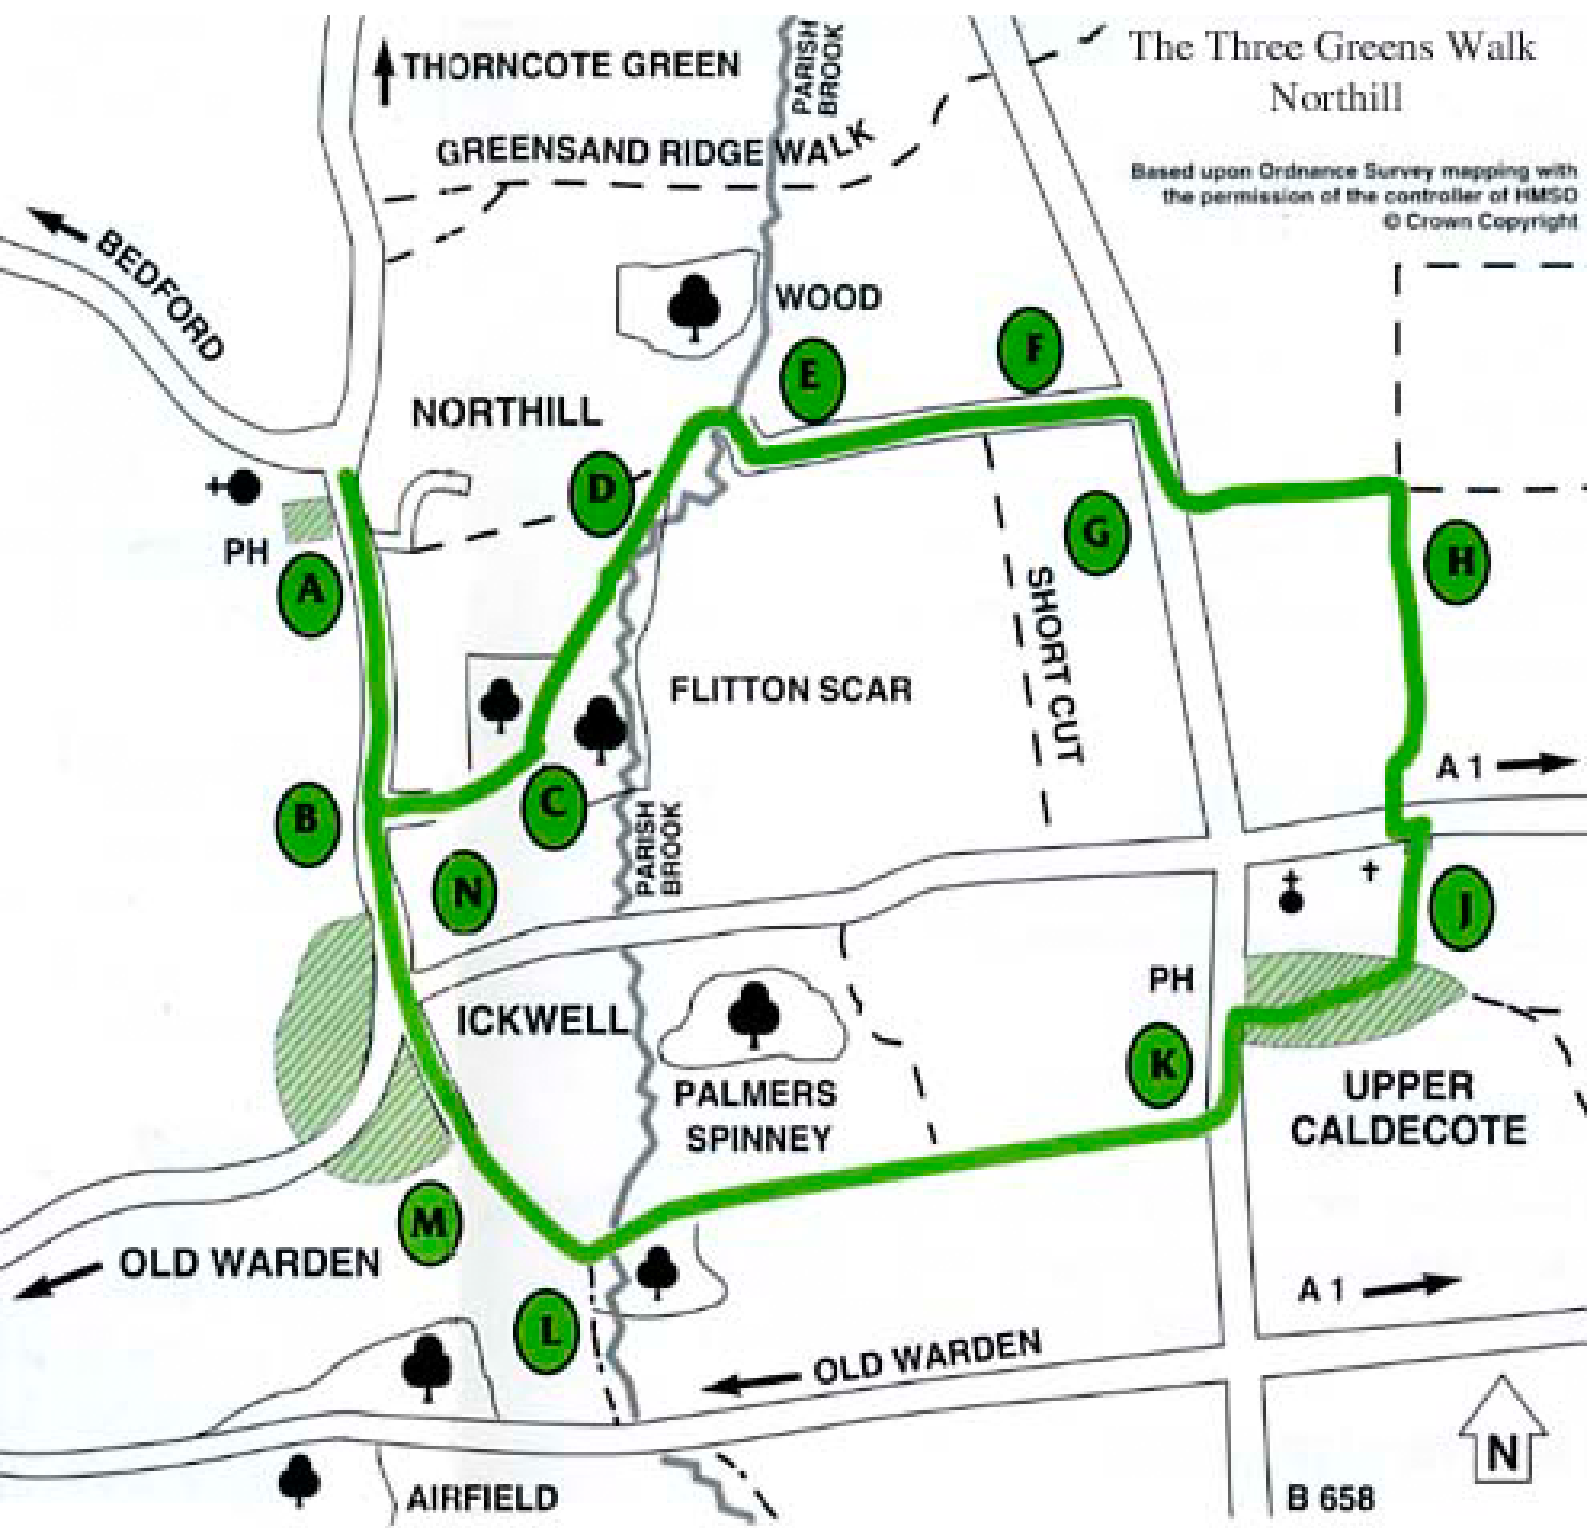 The Three Greens Walk
Northill
Based upon Ordnance Survey mapping with
the permission of the controller of HMSO
© Crown Copyright
THORNCOTE GREEN
PARISH
BROOK
GREENSAND RIDGE WALK
BEDFORD
WOOD
F
E
NORTHILL
D
G
PH
A
H
SHORT CUT
FLITTON SCAR
A 1
C
B
PARISH
BROOK
N
J
PH
ICKWELL
K
PALMERS
SPINNEY
UPPER
CALDECOTE
M
OLD WARDEN
A 1
L
OLD WARDEN
N
AIRFIELD
B 658